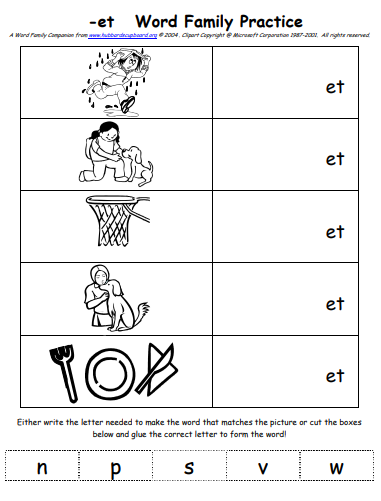 -et Word Family Practice
A Word Family Companion from www.hubbardscupboard.org © 2004. Clipart Copyright © Microsoft Corporation 1987-2001. All rights reserved.
et
et
et
et
et
Either write the letter needed to make the word that matches the picture or cut the boxes
below and glue the correct letter to form the word!
n p s v w